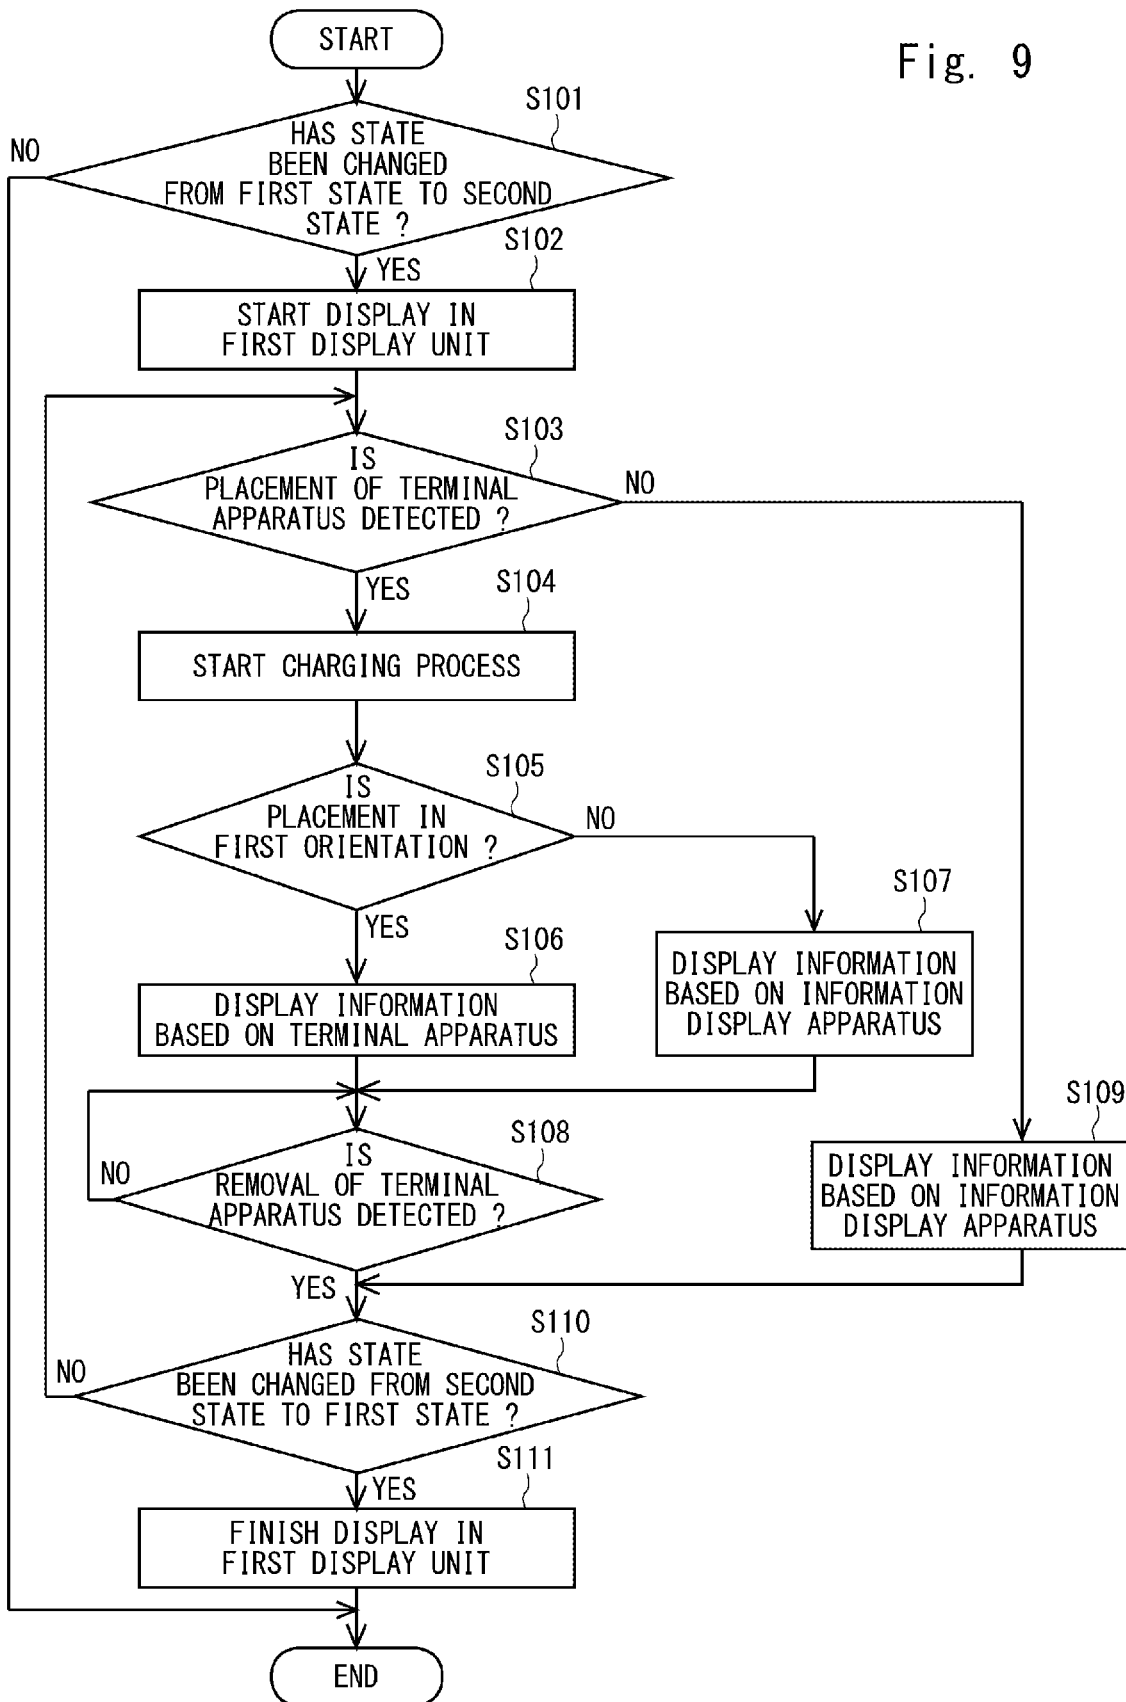 START
Fig. 9
S101
HAS STATE
BEEN CHANGED
FROM FIRST STATE TO SECOND
STATE ?
NO
YES
S102
START DISPLAY IN
FIRST DISPLAY UNIT
S103
IS
PLACEMENT OF TERMINAL
APPARATUS DETECTED ?
NO
YES
S104
START CHARGING PROCESS
S105
IS
PLACEMENT IN
FIRST ORIENTATION ?
NO
YES
S106
DISPLAY INFORMATION
BASED ON TERMINAL APPARATUS
S107
DISPLAY INFORMATION
BASED ON INFORMATION
DISPLAY APPARATUS
S108
IS
REMOVAL OF TERMINAL
APPARATUS DETECTED ?
NO
YES
S109
DISPLAY INFORMATION
BASED ON INFORMATION
DISPLAY APPARATUS
S110
HAS STATE
BEEN CHANGED FROM SECOND
STATE TO FIRST STATE ?
NO
YES
S111
FINISH DISPLAY IN
FIRST DISPLAY UNIT
END